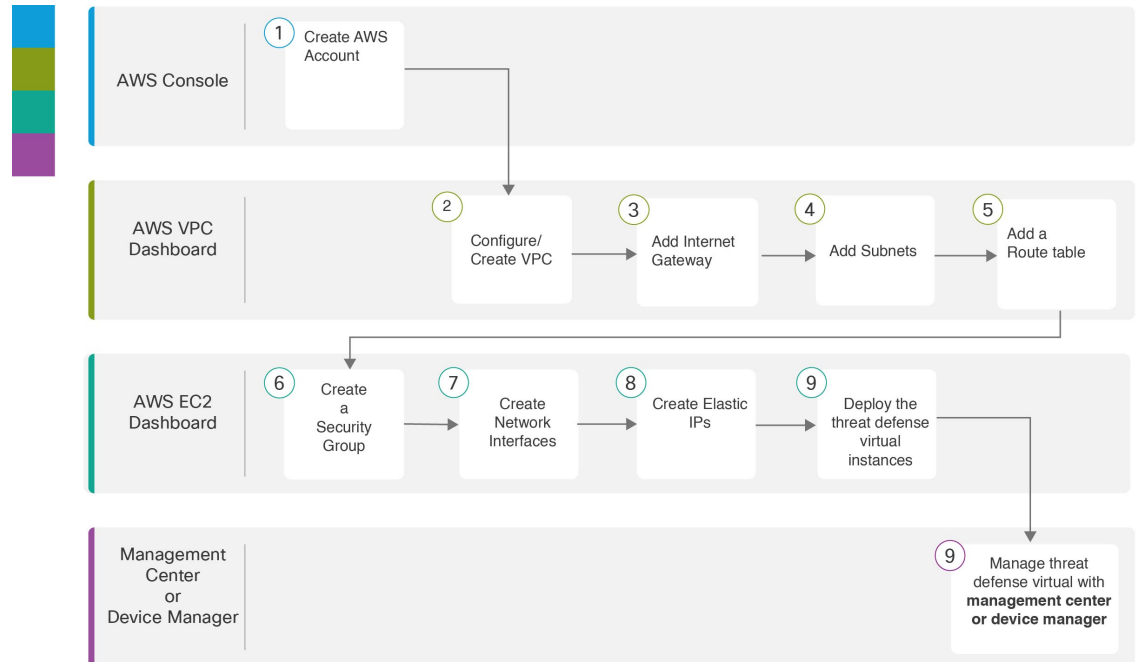 AWS Console
1
Create AWS
Account
AWS VPC
Dashboard
2
Configure/
Create VPC
3
Add Internet
Gateway
4
Add Subnets
5
Add a
Route table
AWS EC2
Dashboard
6
Create
a
Security
Group
7
Create
Network
Interfaces
8
Create Elastic
IPs
9
Deploy the
threat defense
virtual
instances
Management
Center
or
Device Manager
9
Manage threat
defense virtual with
management center
or device manager